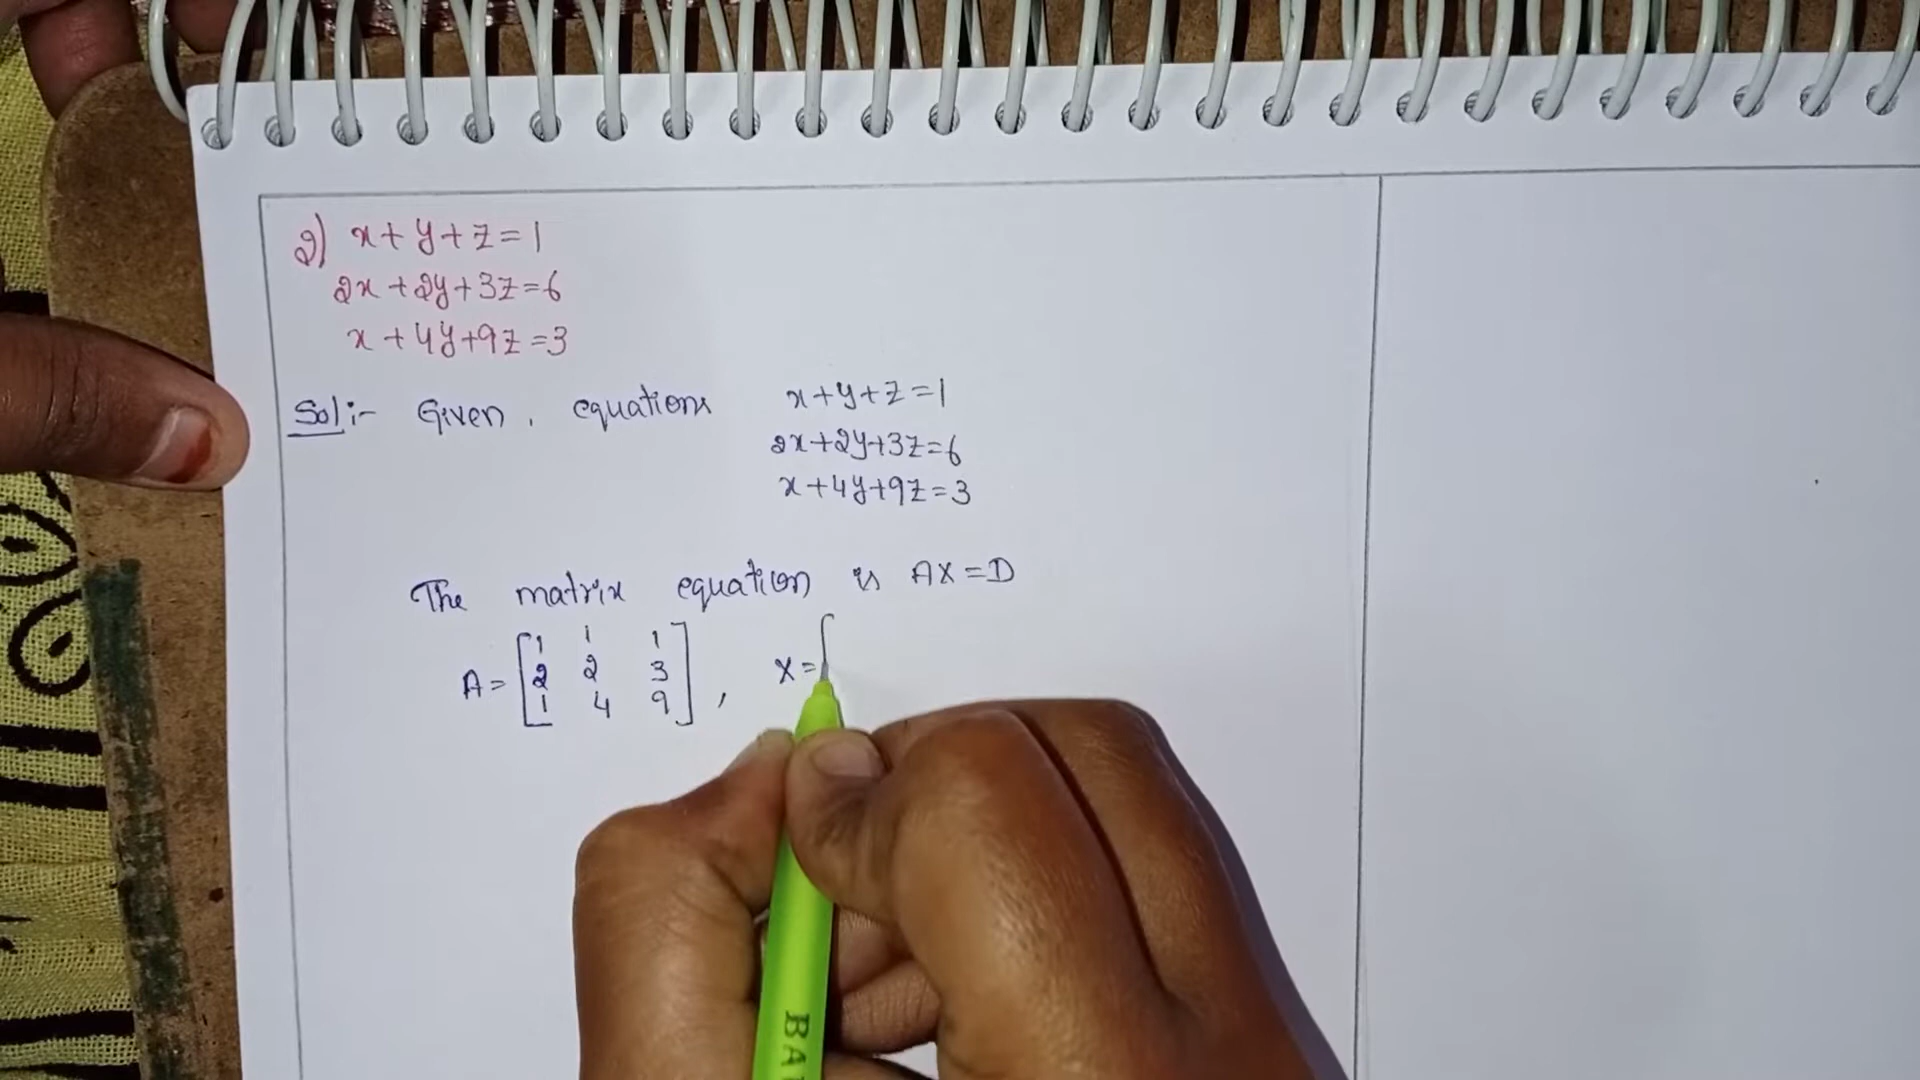 2) x+y+z=1
2x+2y+3z=6
x+4y+9z=3
Sol:- Given, equations x+y+z=1
2x+2y+3z=6
x+4y+9z=3
The matrix equation is AX=D
1 1 1
A= 2 2 3 , X=
1 4 9